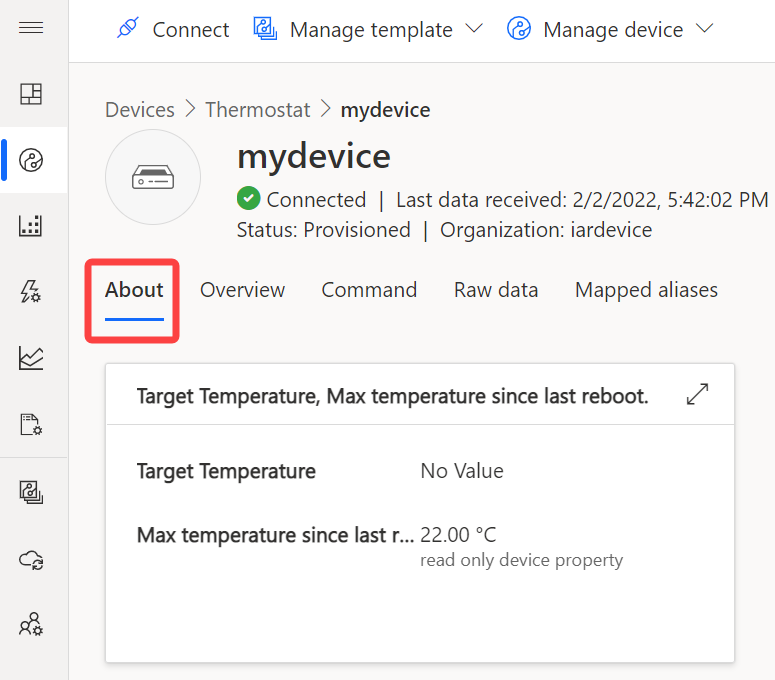 Connect Manage template Manage device
Devices > Thermostat > mydevice
mydevice
Connected | Last data received: 2/2/2022, 5:42:02 PM
Status: Provisioned | Organization: iardevice
About Overview Command Raw data Mapped aliases
Target Temperature, Max temperature since last reboot.
Target Temperature No Value
Max temperature since last r... 22.00 °C
read only device property